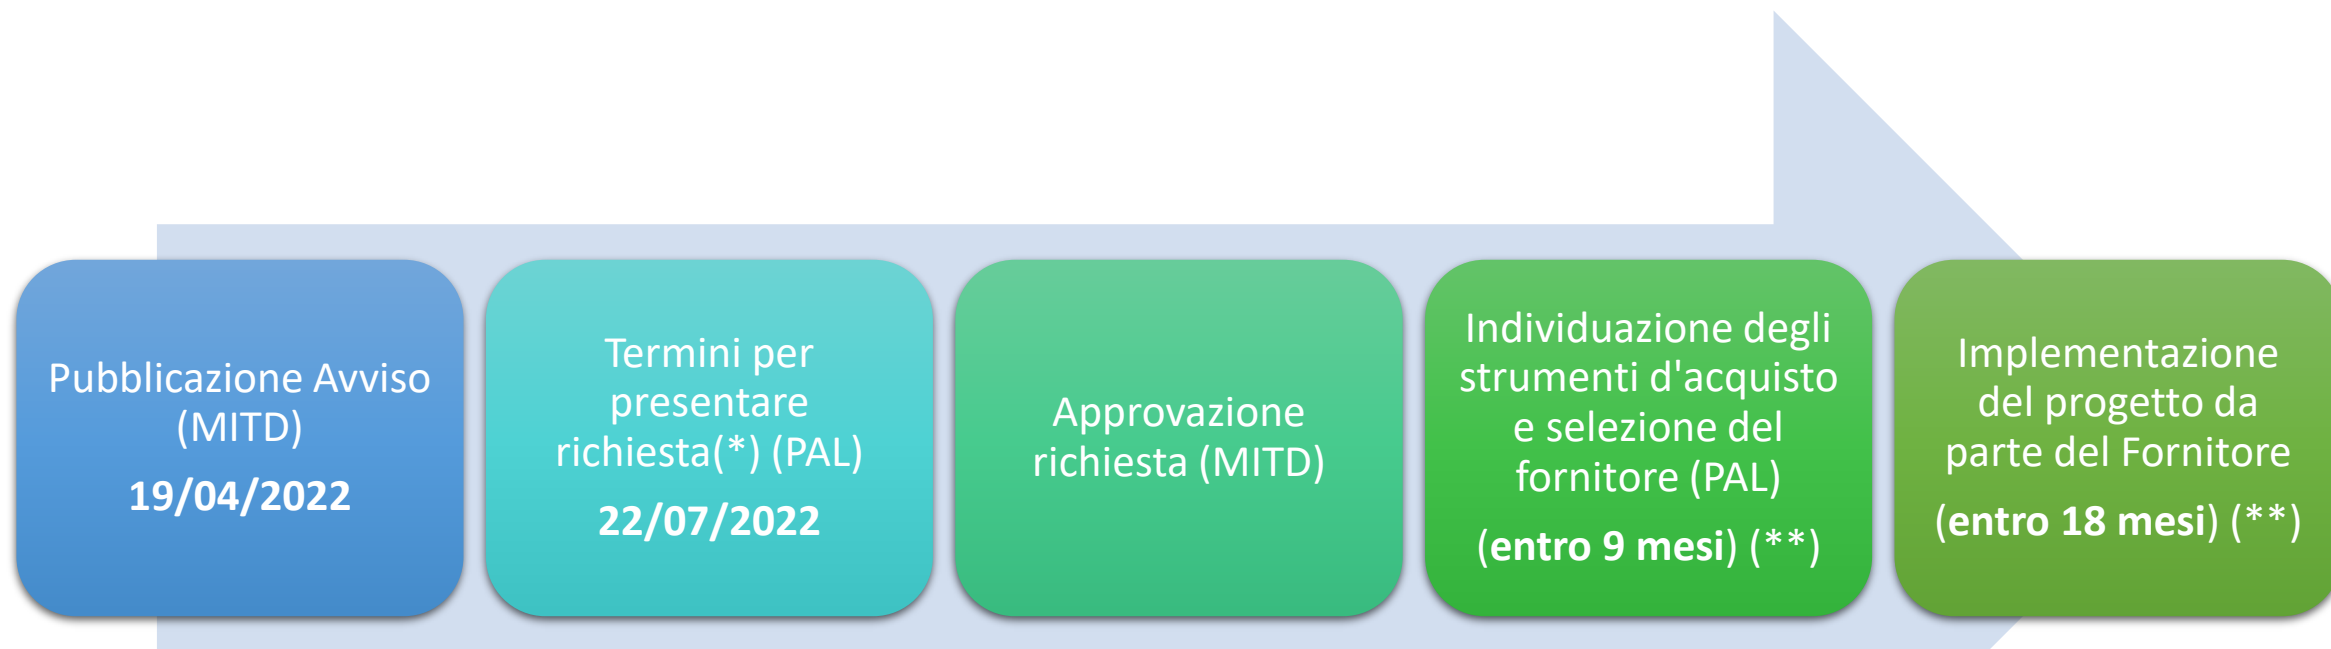 Pubblicazione Avviso
(MITD)
19/04/2022
Termini per
presentare
richiesta(*) (PAL)
22/07/2022
Approvazione
richiesta (MITD)
Individuazione degli
strumenti d'acquisto
e selezione del
fornitore (PAL)
(entro 9 mesi) (**)
Implementazione
del progetto da
parte del Fornitore
(entro 18 mesi) (**)